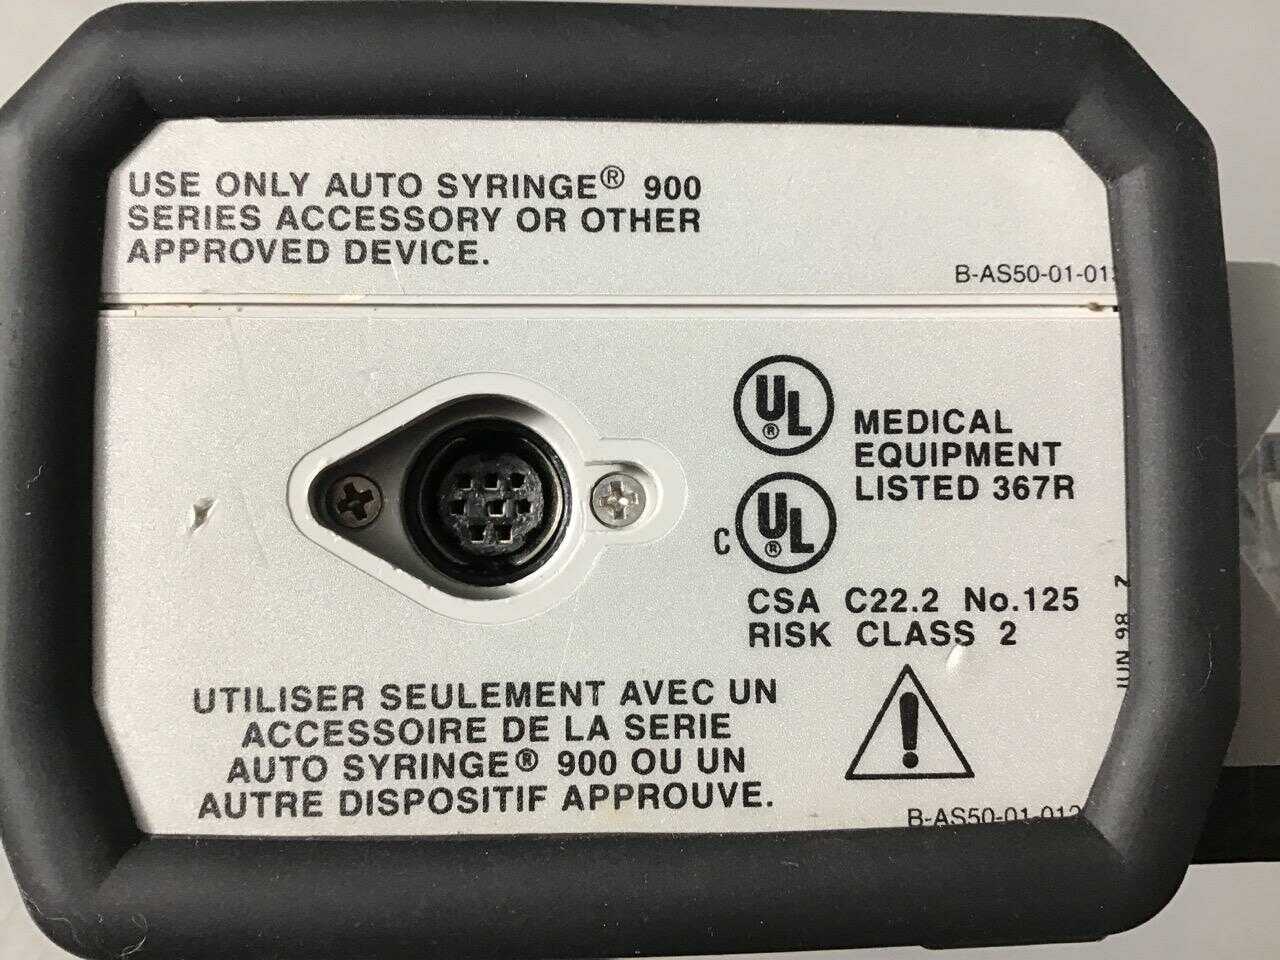 USE ONLY AUTO SYRINGE® 900
SERIES ACCESSORY OR OTHER
APPROVED DEVICE.
B-AS50-01-01
UL®
MEDICAL
EQUIPMENT
LISTED 367R
C UL®
CSA C22.2 No.125
RISK CLASS 2
JUN 98 2
UTILISER SEULEMENT AVEC UN
ACCESSOIRE DE LA SERIE
AUTO SYRINGE® 900 OU UN
AUTRE DISPOSITIF APPROUVE.
!
B-AS50-01-012